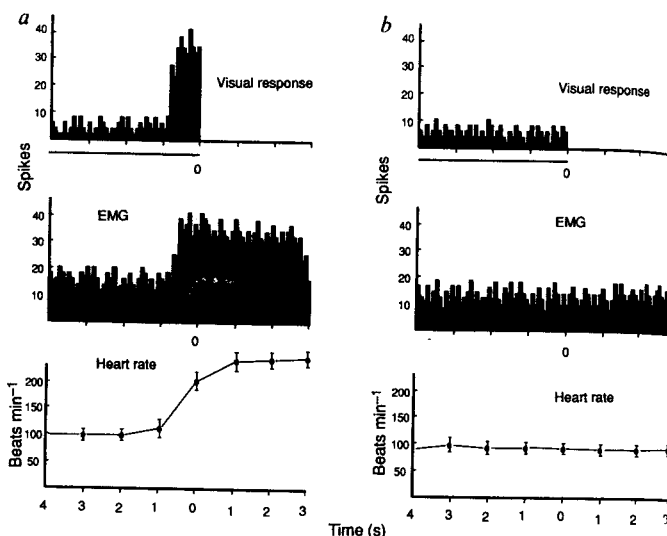 a
40
30
20
10
Visual response
Spikes
0
EMG
40
30
20
10
0
Heart rate
200
150
100
50
Beats min⁻¹
4 3 2 1 0 1 2 3
b
40
30
20
10
Visual response
Spikes
0
EMG
40
30
20
10
0
Heart rate
200
150
100
50
Beats min⁻¹
4 3 2 1 0 1 2 3
Time (s)